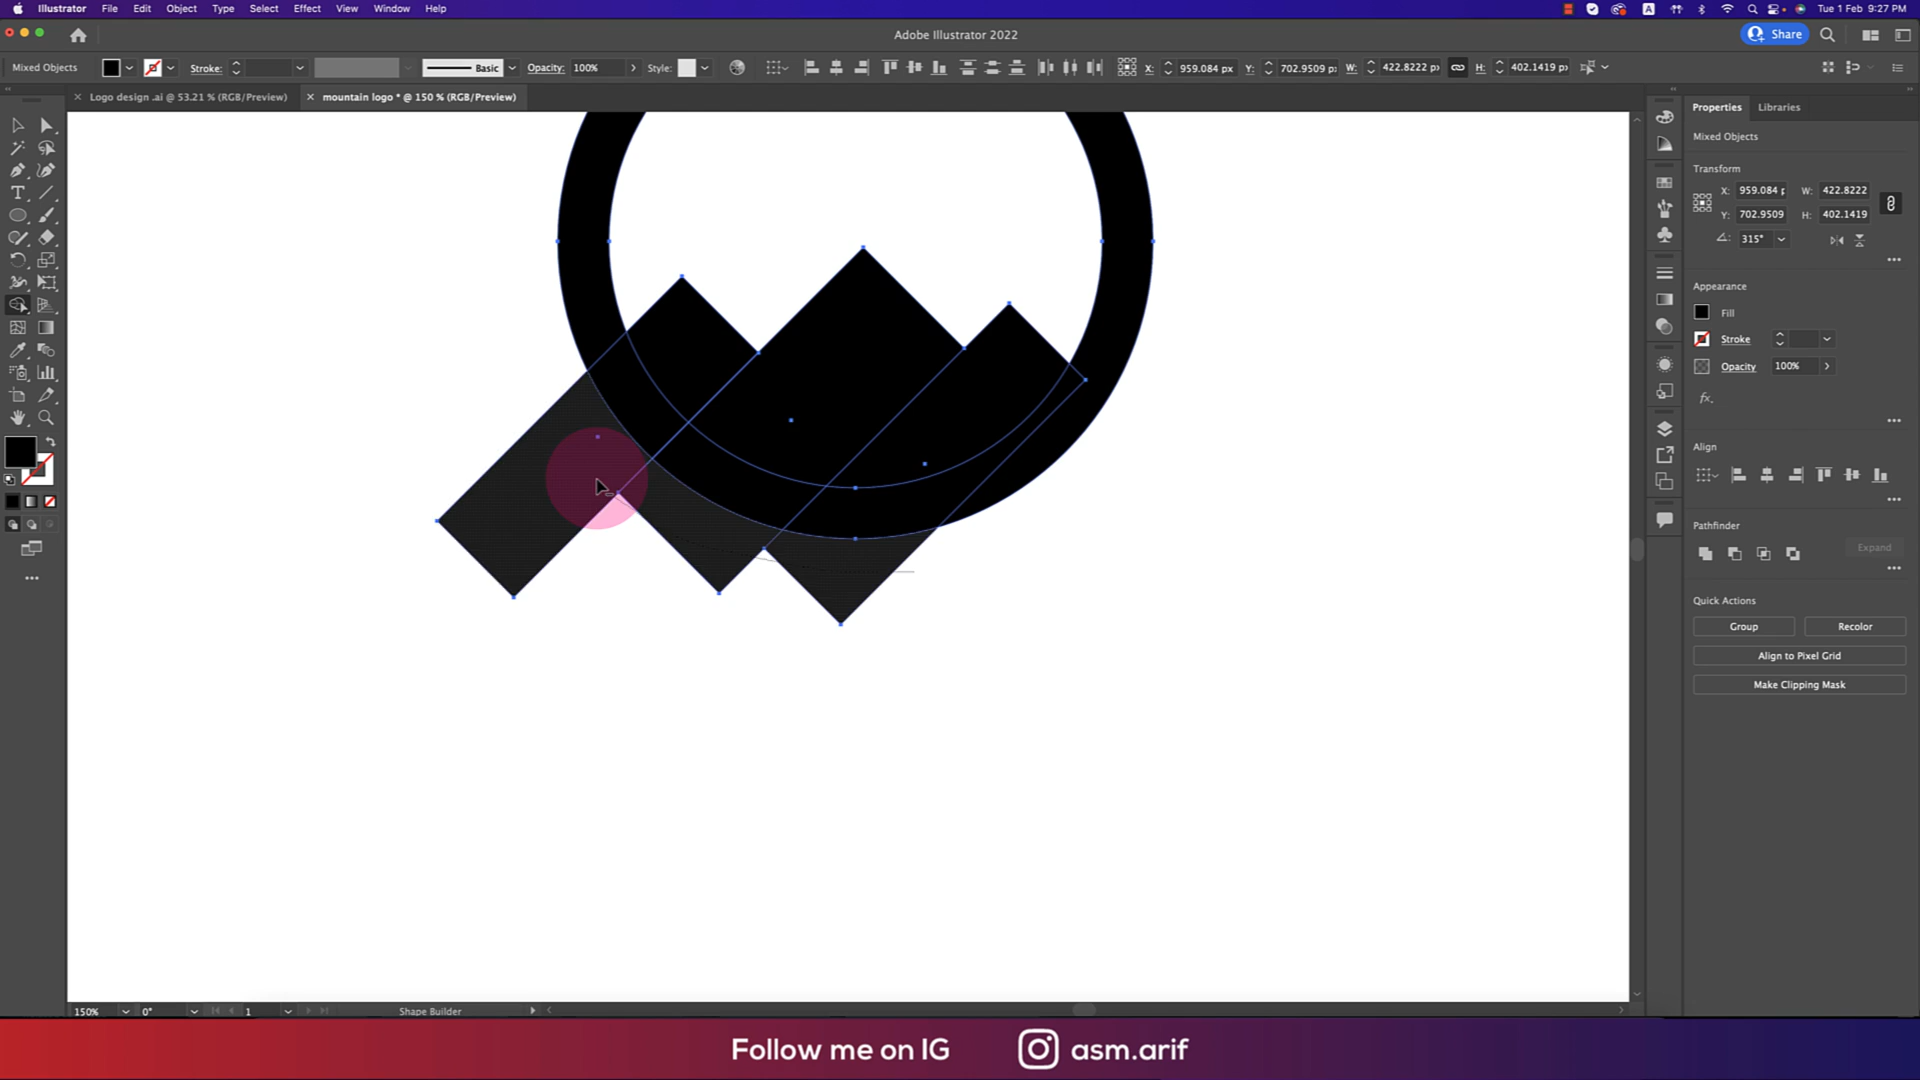 Illustrator File Edit Object Type Select Effect View Window Help
A Tue 1 Feb 9:27 PM
Adobe Illustrator 2022
Share
Mixed Objects Stroke: Basic Opacity: 100% Style: X: 959.084 px Y: 702.9509 p: W: 422.8222 p) H: 402.1419 p:
× Logo design .ai @ 53.21 % (RGB/Preview) × mountain logo * @ 150 % (RGB/Preview)
Properties Libraries
Mixed Objects
Transform
X: 959.084 p W: 422.8222
Y: 702.9509 H: 402.1419
315°
Appearance
Fill
Stroke
Opacity 100%
fx.
Align
Pathfinder
Expand
Quick Actions
Group Recolor
Align to Pixel Grid
Make Clipping Mask
150% 0° 1 Shape Builder
Follow me on IG asm.arif